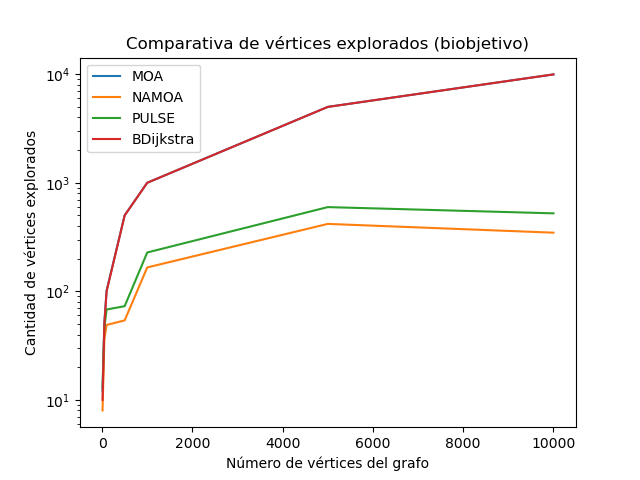 Comparativa de vértices explorados (biobjetivo)
MOA
NAMOA
PULSE
BDijkstra
Cantidad de vértices explorados
10⁴
10³
10²
10¹
0 2000 4000 6000 8000 10000
Número de vértices del grafo